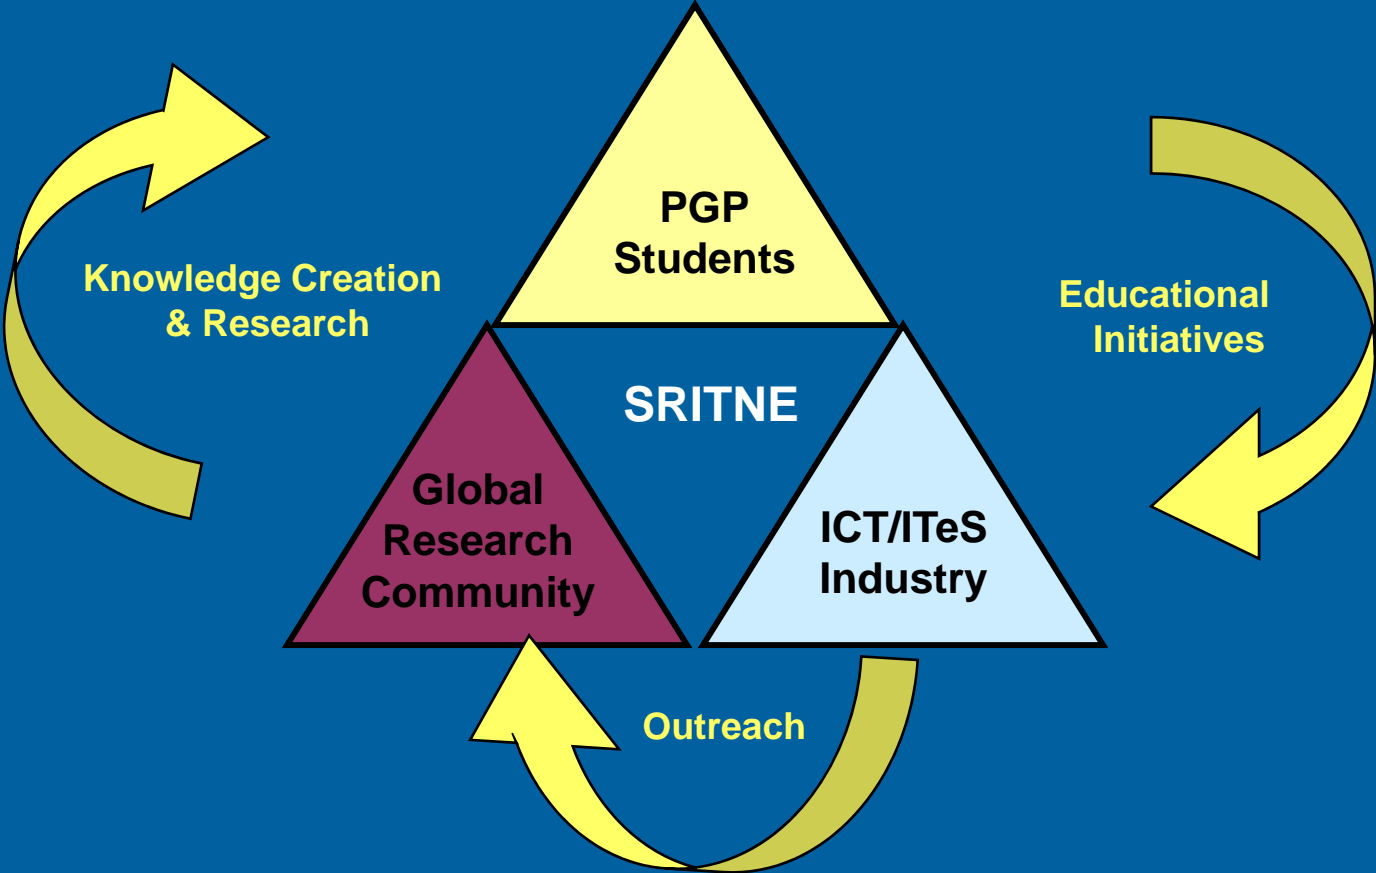 PGP
Students
Knowledge Creation
& Research
Educational
Initiatives
SRITNE
Global
Research
Community
ICT/ITeS
Industry
Outreach